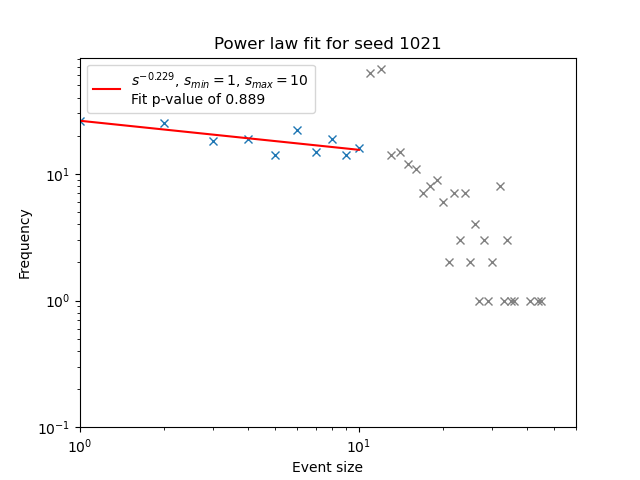 Power law fit for seed 1021
s^{-0.229}, s_{min} = 1, s_{max} = 10
Fit p-value of 0.889
Frequency
10^1
10^0
10^{-1}
10^0
10^1
Event size